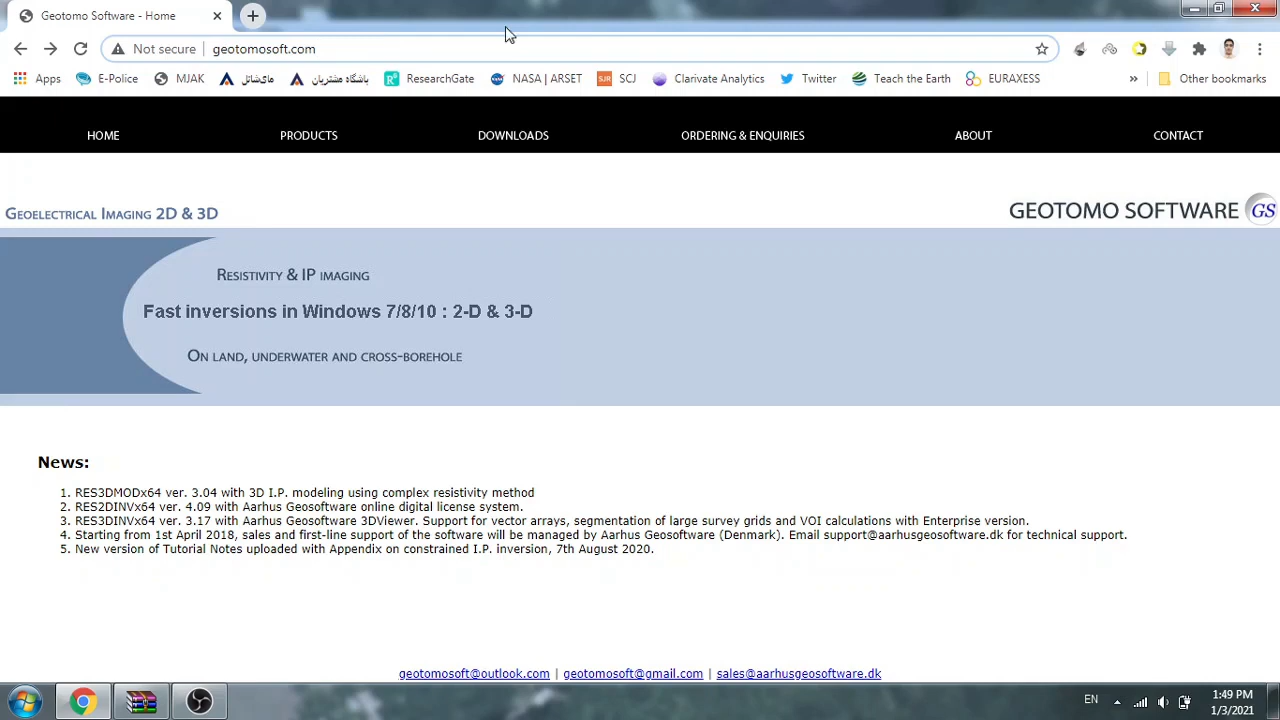 Geotomo Software - Home
Not secure
geotomosoft.com
Apps
E-Police
MJAK
مای‌شاتل
باشگاه مشتریان
R
ResearchGate
NASA | ARSET
SJR
SCJ
Clarivate Analytics
Twitter
Teach the Earth
EURAXESS
»
Other bookmarks
HOME
PRODUCTS
DOWNLOADS
ORDERING & ENQUIRIES
ABOUT
CONTACT
GEOELECTRICAL IMAGING 2D & 3D
GEOTOMO SOFTWARE
GS
RESISTIVITY & IP IMAGING
Fast inversions in Windows 7/8/10 : 2-D & 3-D
ON LAND, UNDERWATER AND CROSS-BOREHOLE
News:
1. RES3DMODx64 ver. 3.04 with 3D I.P. modeling using complex resistivity method
2. RES2DINVx64 ver. 4.09 with Aarhus Geosoftware online digital license system.
3. RES3DINVx64 ver. 3.17 with Aarhus Geosoftware 3DViewer. Support for vector arrays, segmentation of large survey grids and VOI calculations with Enterprise version.
4. Starting from 1st April 2018, sales and first-line support of the software will be managed by Aarhus Geosoftware (Denmark). Email support@aarhusgeosoftware.dk for technical support.
5. New version of Tutorial Notes uploaded with Appendix on constrained I.P. inversion, 7th August 2020.
geotomosoft@outlook.com | geotomosoft@gmail.com | sales@aarhusgeosoftware.dk
EN
1:49 PM
1/3/2021